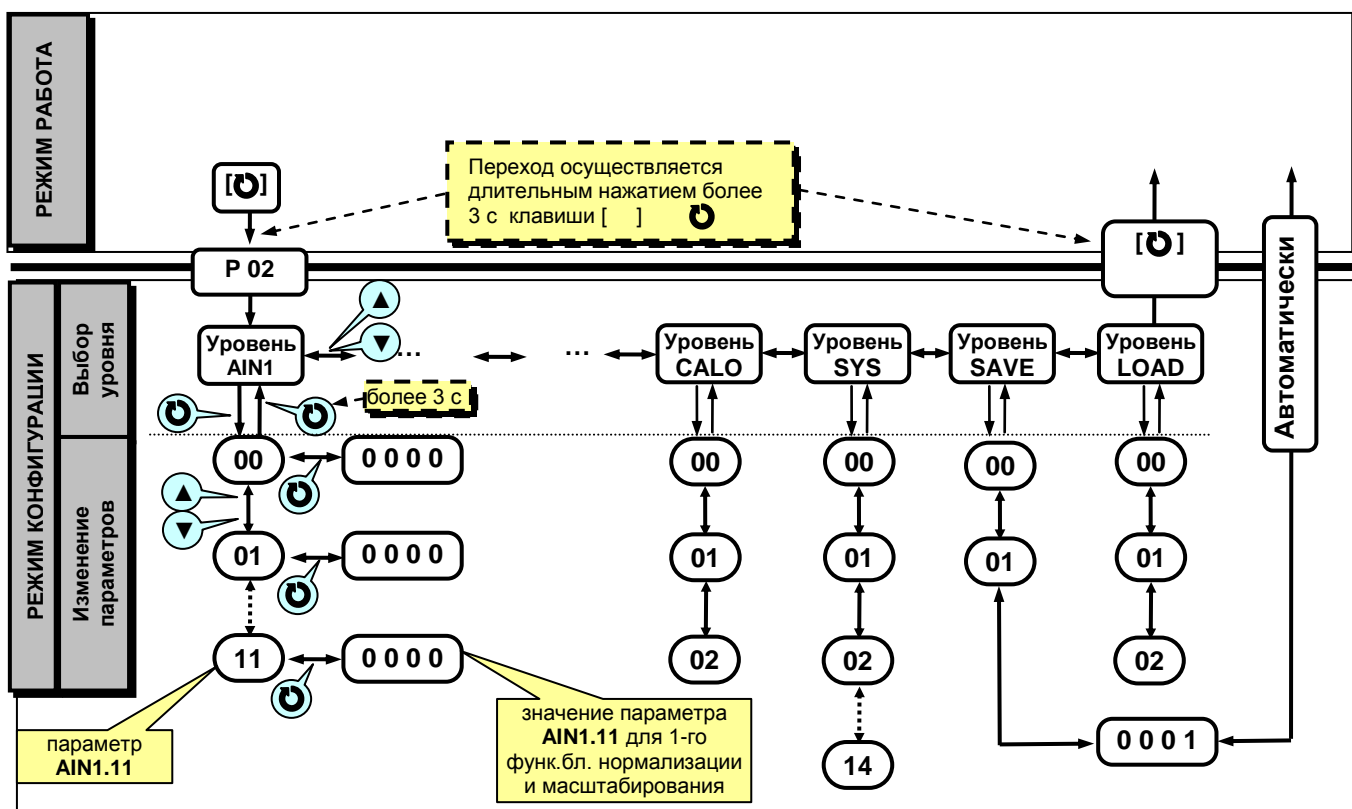 РЕЖИМ РАБОТА
[↻]
Переход осуществляется
длительным нажатием более
3 с клавиши [ ] ↻
[↻]
Автоматически
P 02
РЕЖИМ КОНФИГУРАЦИИ
Выбор
уровня
▲
▼
Уровень
AIN1
...
...
Уровень
CALO
Уровень
SYS
Уровень
SAVE
Уровень
LOAD
↻
↻
более 3 с
Изменение
параметров
00
0 0 0 0
00
00
00
00
↻
▲
▼
01
0 0 0 0
01
01
01
01
↻
11
0 0 0 0
02
02
02
↻
параметр
AIN1.11
значение параметра
AIN1.11 для 1-го
функ.бл. нормализации
и масштабирования
14
0 0 0 1